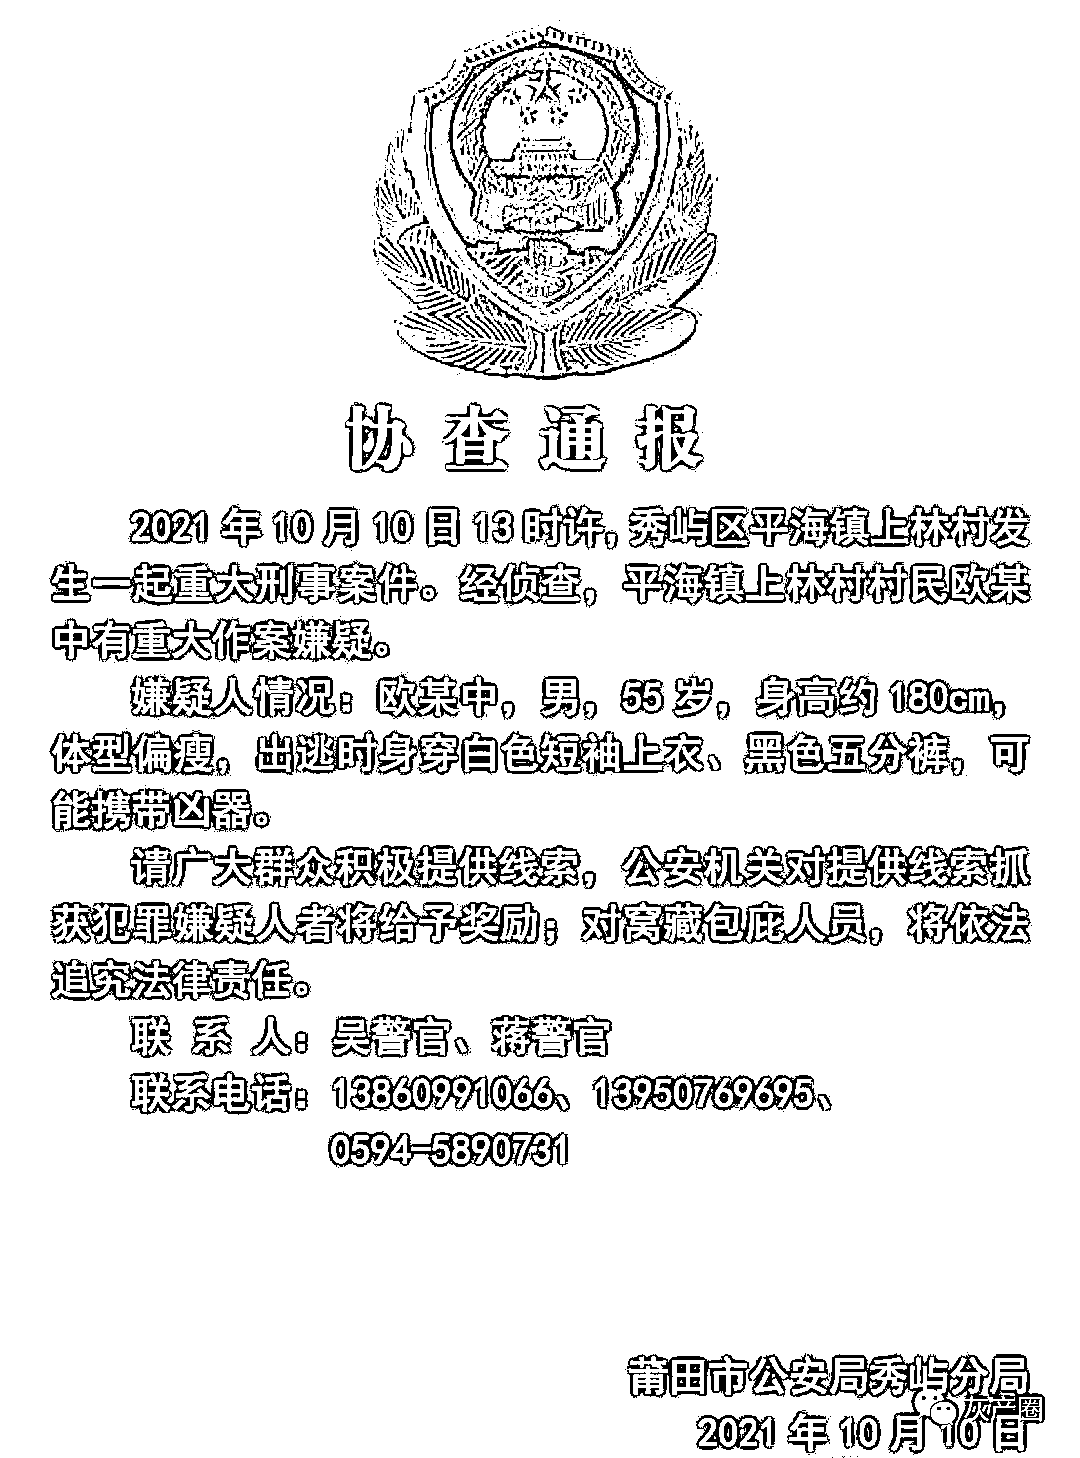 协查通报
2021年10月10日13时许，秀屿区平海镇上林村发
生一起重大刑事案件。经侦查，平海镇上林村村民欧某
中有重大作案嫌疑。
嫌疑人情况：欧某中，男，55岁，身高约180cm，
体型偏瘦，出逃时身穿白色短袖上衣、黑色五分裤，可
能携带凶器。
请广大群众积极提供线索，公安机关对提供线索抓
获犯罪嫌疑人者将给予奖励；对窝藏包庇人员，将依法
追究法律责任。
联 系 人：吴警官、蒋警官
联系电话：13860991066、13950769695、
0594-5890731
莆田市公安局秀屿分局
灰产圈
2021年10月10日